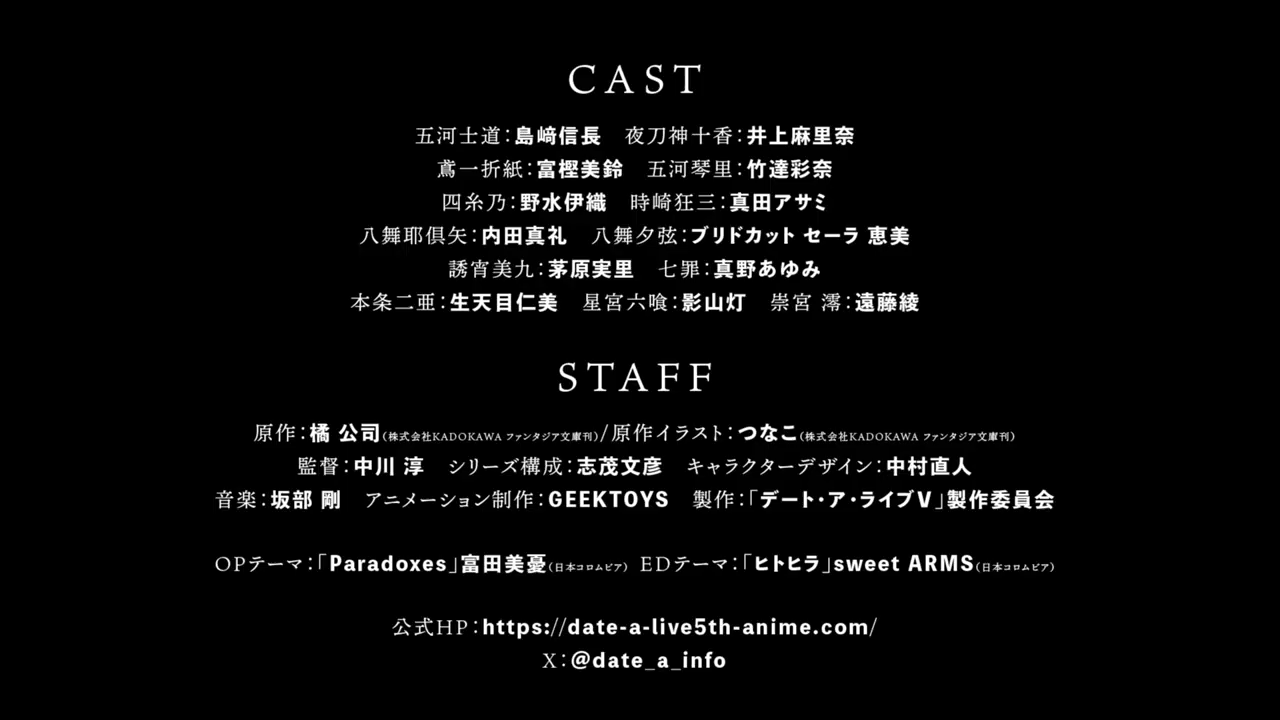 CAST
五河士道：島﨑信長　夜刀神十香：井上麻里奈
鳶一折紙：富樫美鈴　五河琴里：竹達彩奈
四糸乃：野水伊織　時崎狂三：真田アサミ
八舞耶倶矢：内田真礼　八舞夕弦：ブリドカット セーラ 恵美
誘宵美九：茅原実里　七罪：真野あゆみ
本条二亜：生天目仁美　星宮六喰：影山灯　崇宮 澪：遠藤綾
STAFF
原作：橘 公司（株式会社KADOKAWA ファンタジア文庫刊）/原作イラスト：つなこ（株式会社KADOKAWA ファンタジア文庫刊）
監督：中川 淳　シリーズ構成：志茂文彦　キャラクターデザイン：中村直人
音楽：坂部 剛　アニメーション制作：GEEKTOYS　製作：「デート・ア・ライブⅤ」製作委員会
OPテーマ：「Paradoxes」富田美憂（日本コロムビア） EDテーマ：「ヒトヒラ」sweet ARMS（日本コロムビア）
公式HP：https://date-a-live5th-anime.com/
X：@date_a_info